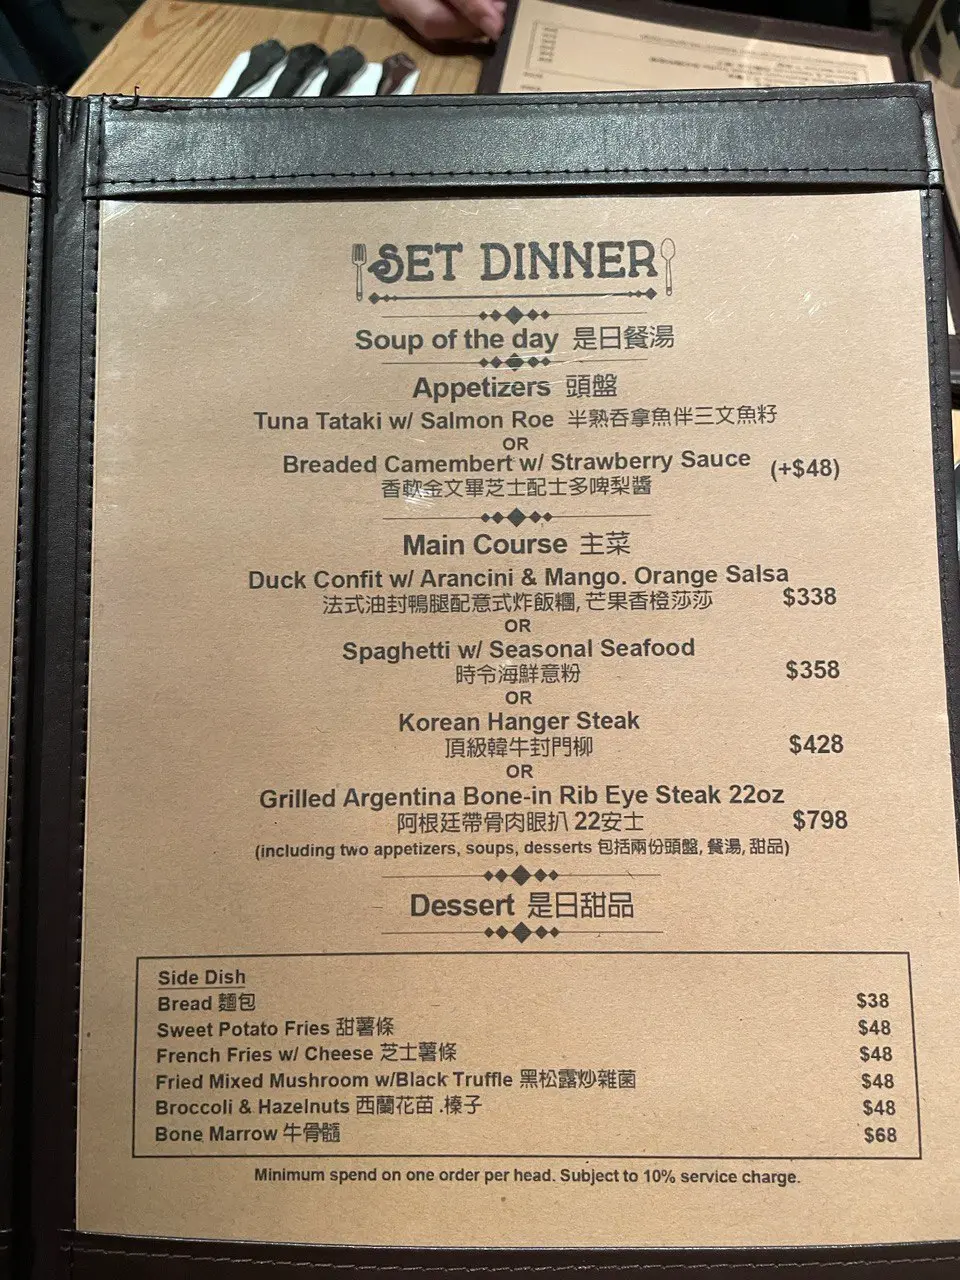 SET DINNER
Soup of the day 是日餐湯
Appetizers 頭盤
Tuna Tataki w/ Salmon Roe 半熟吞拿魚伴三文魚籽
OR
Breaded Camembert w/ Strawberry Sauce (+$48)
香軟金文畢芝士配士多啤梨醬
Main Course 主菜
Duck Confit w/ Arancini & Mango. Orange Salsa
法式油封鴨腿配意式炸飯糰, 芒果香橙莎莎 $338
OR
Spaghetti w/ Seasonal Seafood
時令海鮮意粉 $358
OR
Korean Hanger Steak
頂級韓牛封門柳 $428
OR
Grilled Argentina Bone-in Rib Eye Steak 22oz
阿根廷帶骨肉眼扒 22安士 $798
(including two appetizers, soups, desserts 包括兩份頭盤, 餐湯, 甜品)
Dessert 是日甜品
Side Dish
Bread 麵包 $38
Sweet Potato Fries 甜薯條 $48
French Fries w/ Cheese 芝士薯條 $48
Fried Mixed Mushroom w/Black Truffle 黑松露炒雜菌 $48
Broccoli & Hazelnuts 西蘭花苗 .榛子 $48
Bone Marrow 牛骨髓 $68
Minimum spend on one order per head. Subject to 10% service charge.